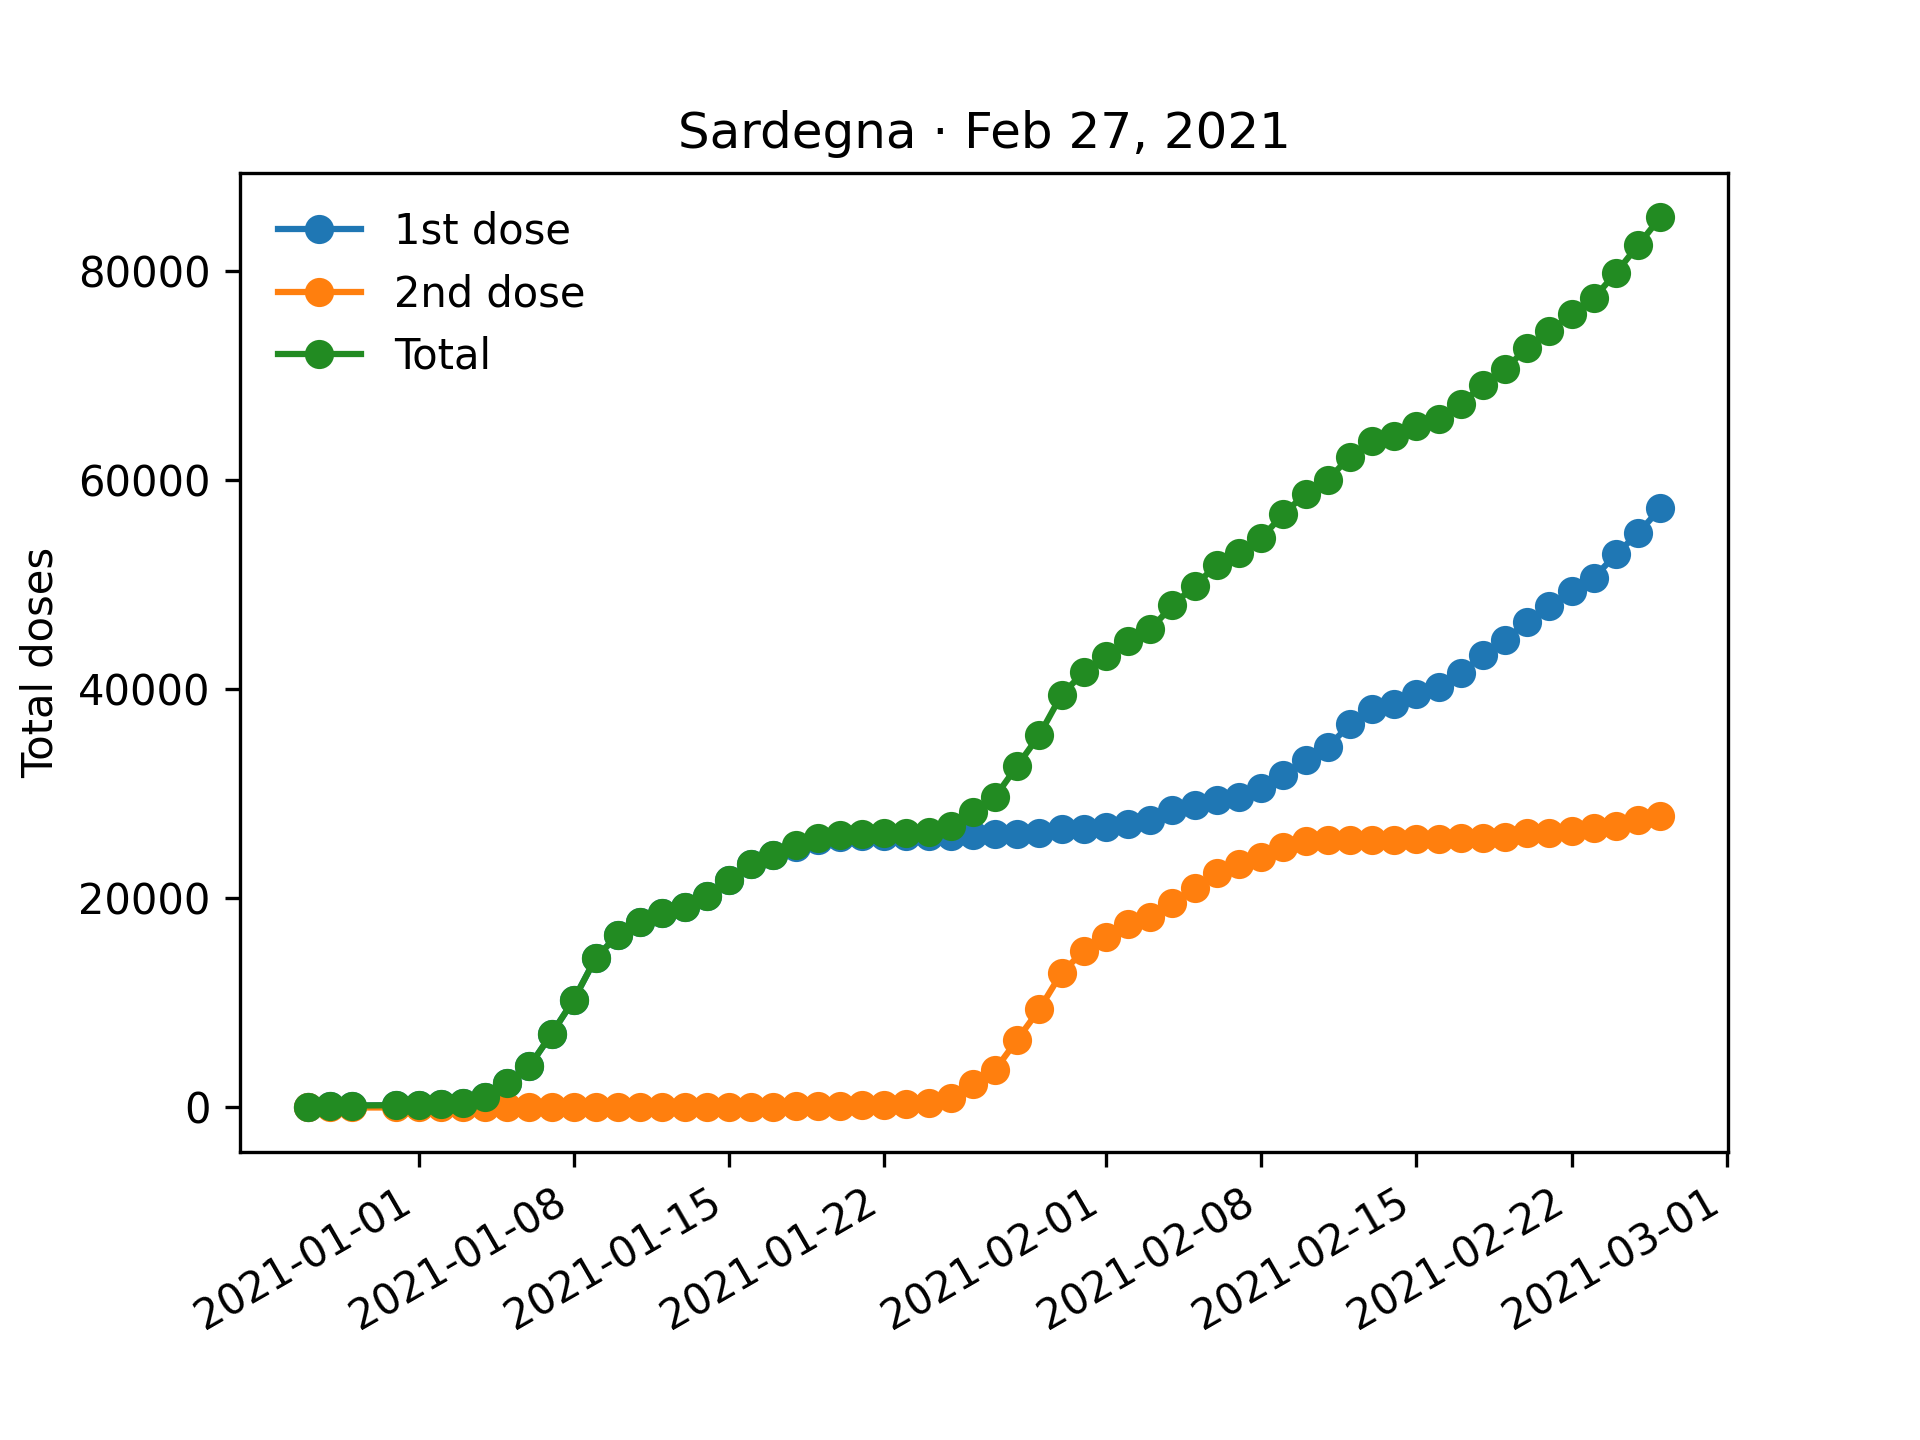 Sardegna · Feb 27, 2021
1st dose
2nd dose
Total
Total doses
80000
60000
40000
20000
0
2021-01-01
2021-01-08
2021-01-15
2021-01-22
2021-02-01
2021-02-08
2021-02-15
2021-02-22
2021-03-01